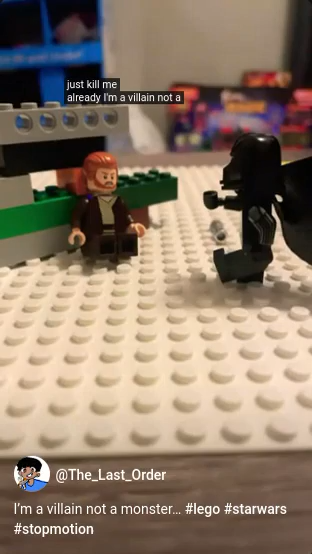 just kill me
already I'm a villain not a
@The_Last_Order
I'm a villain not a monster... #lego #starwars
#stopmotion